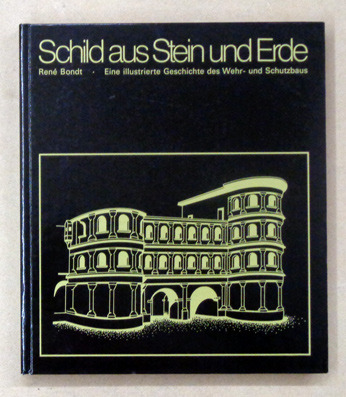 Schild aus Stein und Erde
René Bondt · Eine illustrierte Geschichte des Wehr- und Schutzbaus